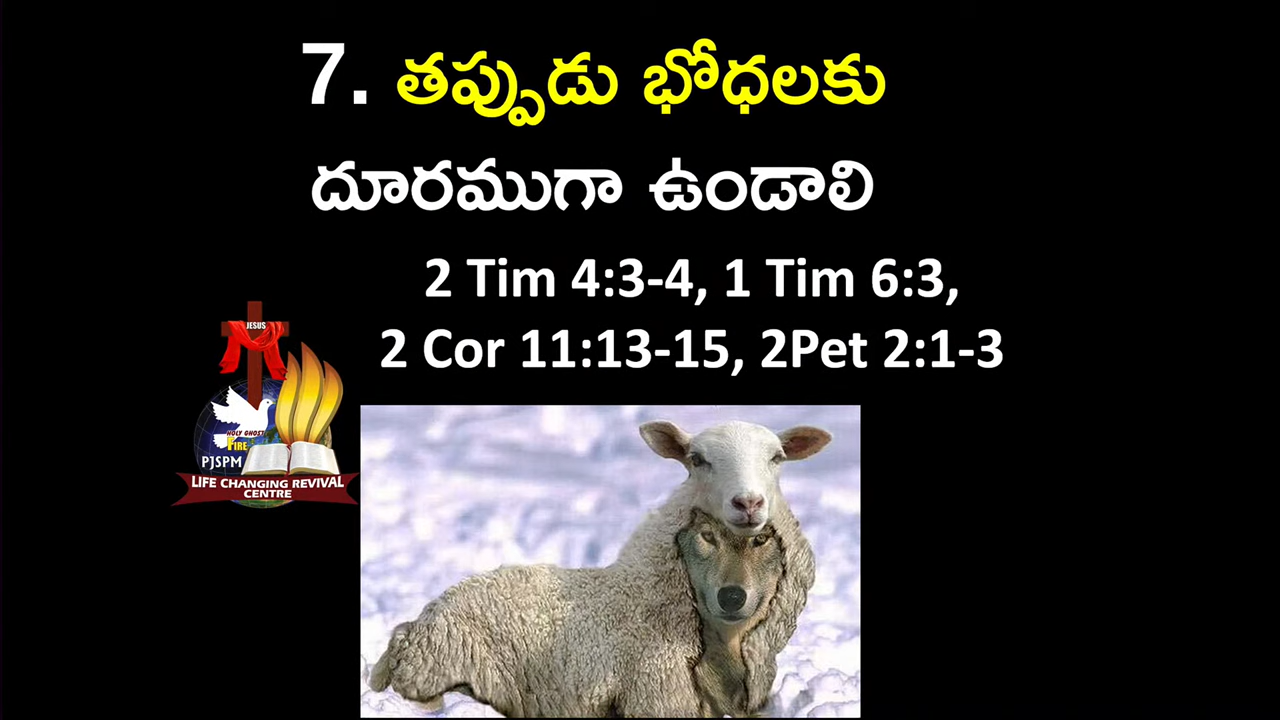 7. తప్పుడు భోధలకు
దూరముగా ఉండాలి
2 Tim 4:3-4, 1 Tim 6:3,
2 Cor 11:13-15, 2Pet 2:1-3
JESUS
HOLY GHOST
FIRE
PJSPM
LIFE CHANGING REVIVAL
CENTRE